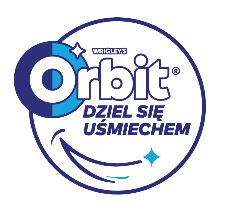 WRIGLEY'S
Orbit®
DZIEL SIĘ
UŚMIECHEM